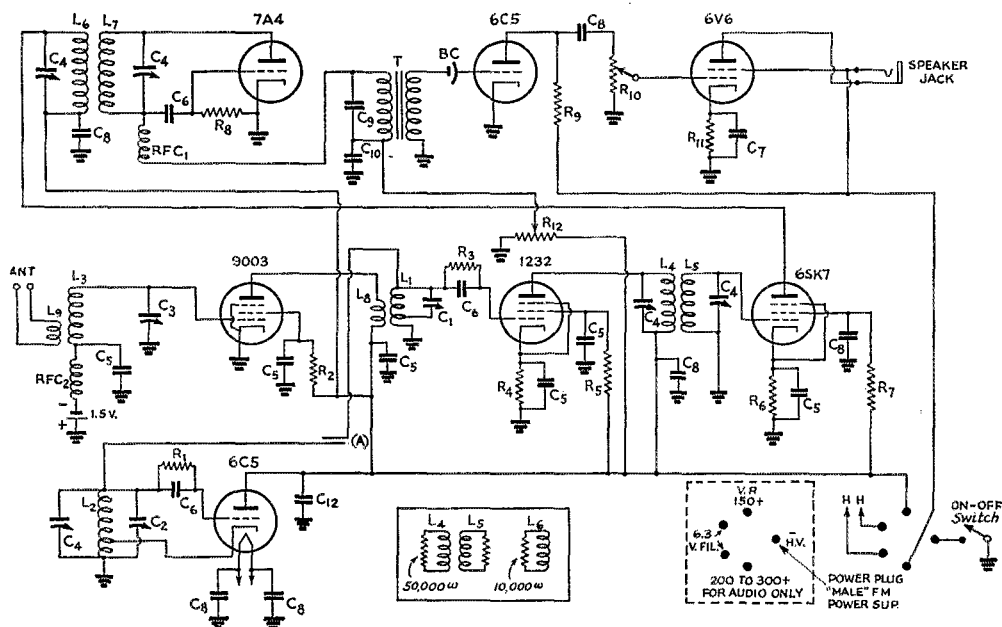 L6 L7 7A4 6C5 C8 6V6
C4 C4 T BC
C6 R8 C9 R9 R10 SPEAKER
JACK
C8 RFC1 C10 R11 C7
R12
ANT L3 9003 L1 R3 1232 L4 L5 6SK7
L9 C3 L8 C1 C6 C4 C4
C5 C5 R2 C5 C5 C8 C8
RFC2 R4 C5 R5 R6 C5 R7
- 1.5 V.
+
(A)
R1 6C5
L2 C6 C12
C4 C2
C8 C8
L4 L5 L6
50,000ω 10,000ω
V.R
150+
6.3
V. FIL.
-
H.V.
200 TO 300+
FOR AUDIO ONLY
H H
ON-OFF
Switch
POWER PLUG
"MALE" FM
POWER SUP.